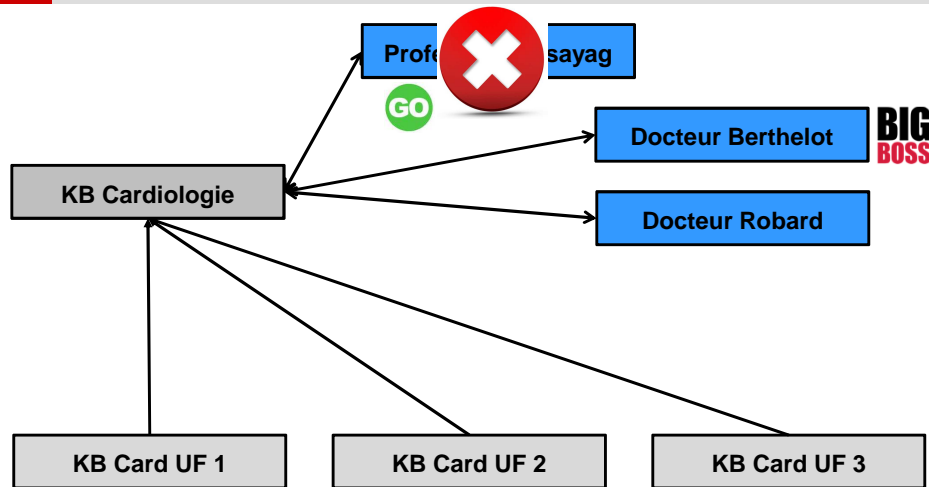 Profe sayag
GO
Docteur Berthelot
BIG
BOSS
KB Cardiologie
Docteur Robard
KB Card UF 1
KB Card UF 2
KB Card UF 3